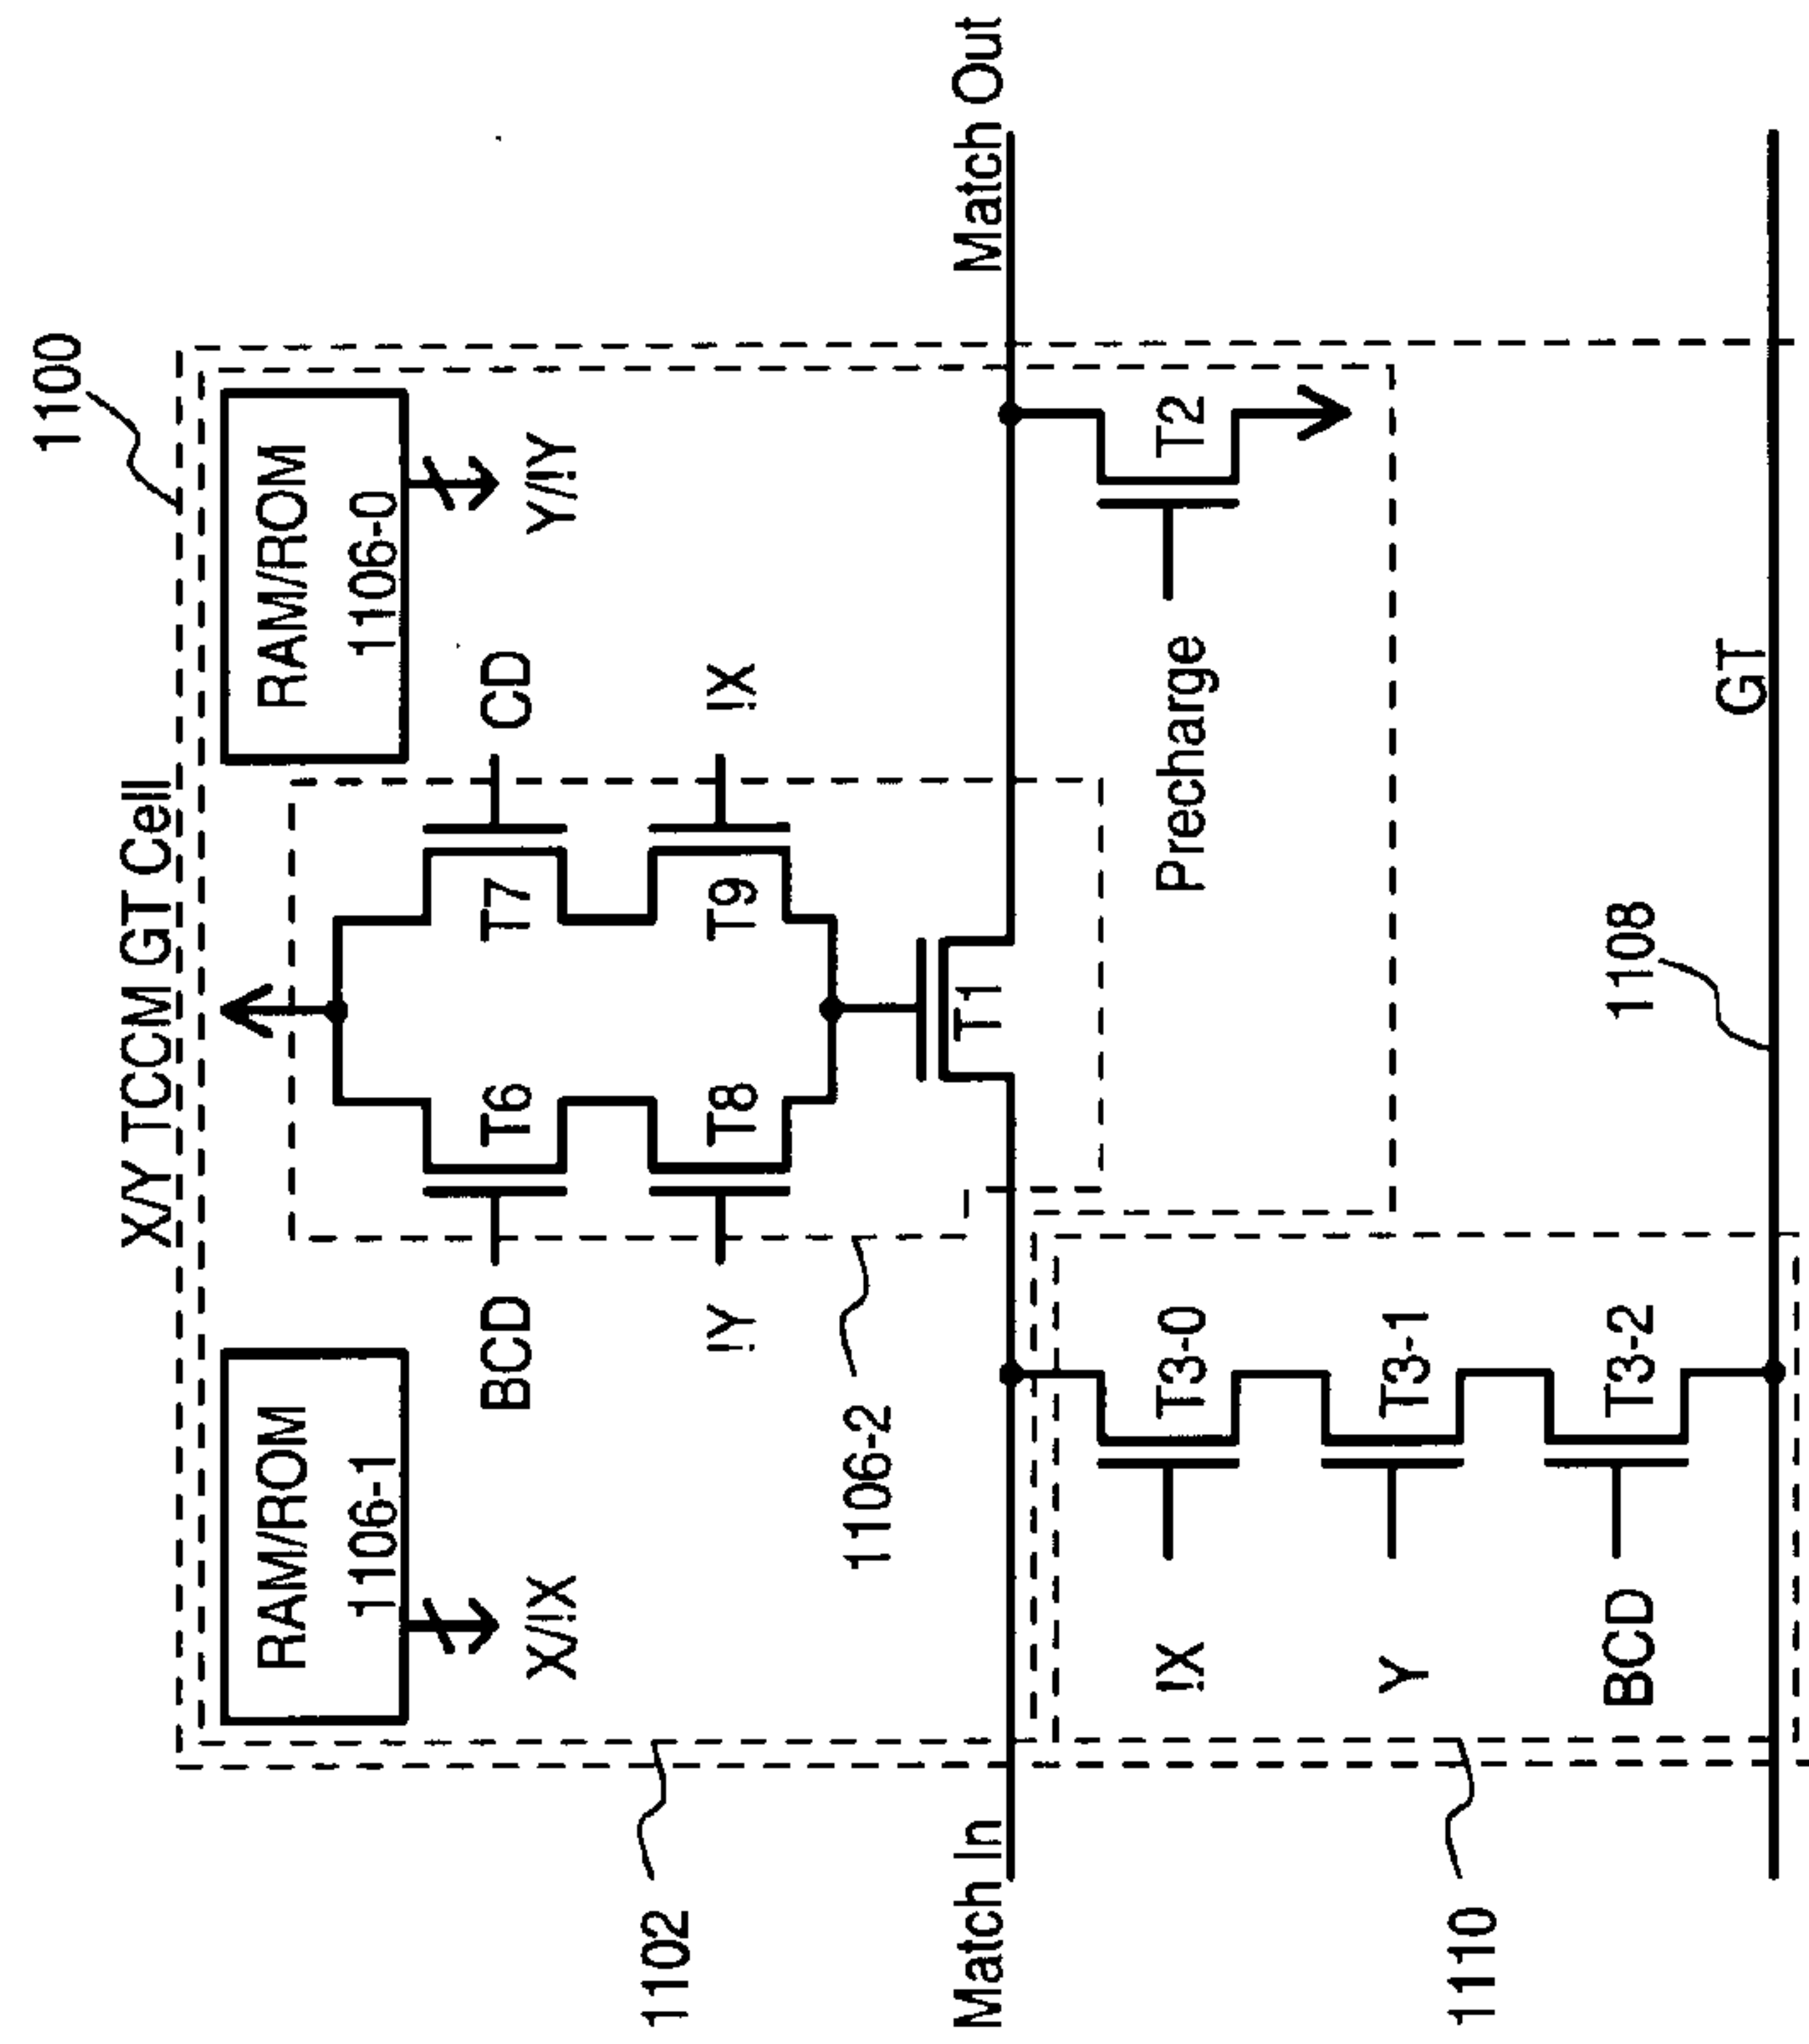 1100
X/Y TCCM GT Cell
RAM/ROM
1106-1
RAM/ROM
1106-0
X/!X
Y/!Y
BCD
T6
T7
CD
!Y
T8
T9
!X
1102
1106-2
T1
Match In
Match Out
!X
T3-0
Precharge
T2
Y
T3-1
BCD
T3-2
1108
1110
GT